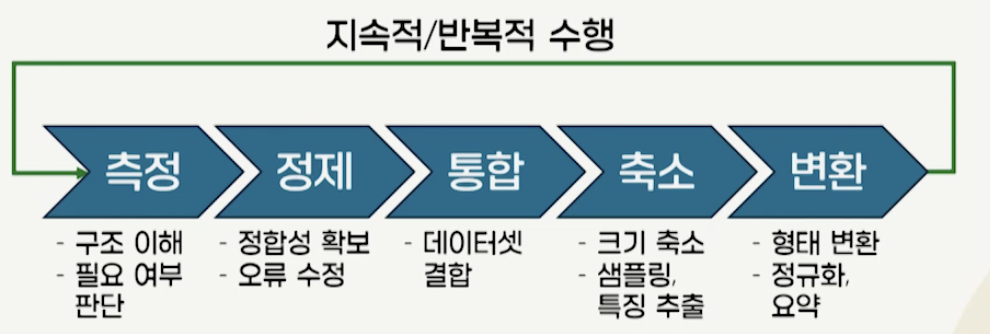 지속적/반복적 수행
측정
정제
통합
축소
변환
- 구조 이해
- 필요 여부
판단
- 정합성 확보
- 오류 수정
- 데이터셋
결합
- 크기 축소
- 샘플링,
특징 추출
- 형태 변환
- 정규화,
요약